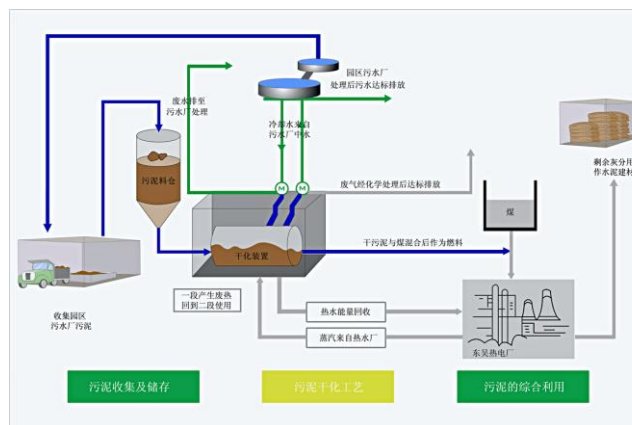 园区污水厂
处理后污水达标排放
废水排至
污水厂处理
冷却水来自
污水厂中水
M
M
污泥料仓
废气经化学处理后达标排放
剩余灰分用
作水泥建材
煤
干化装置
干污泥与煤混合后作为燃料
收集园区
污水厂污泥
一段产生废热
回到二段使用
热水能量回收
蒸汽来自热水厂
东吴热电厂
污泥收集及储存
污泥干化工艺
污泥的综合利用